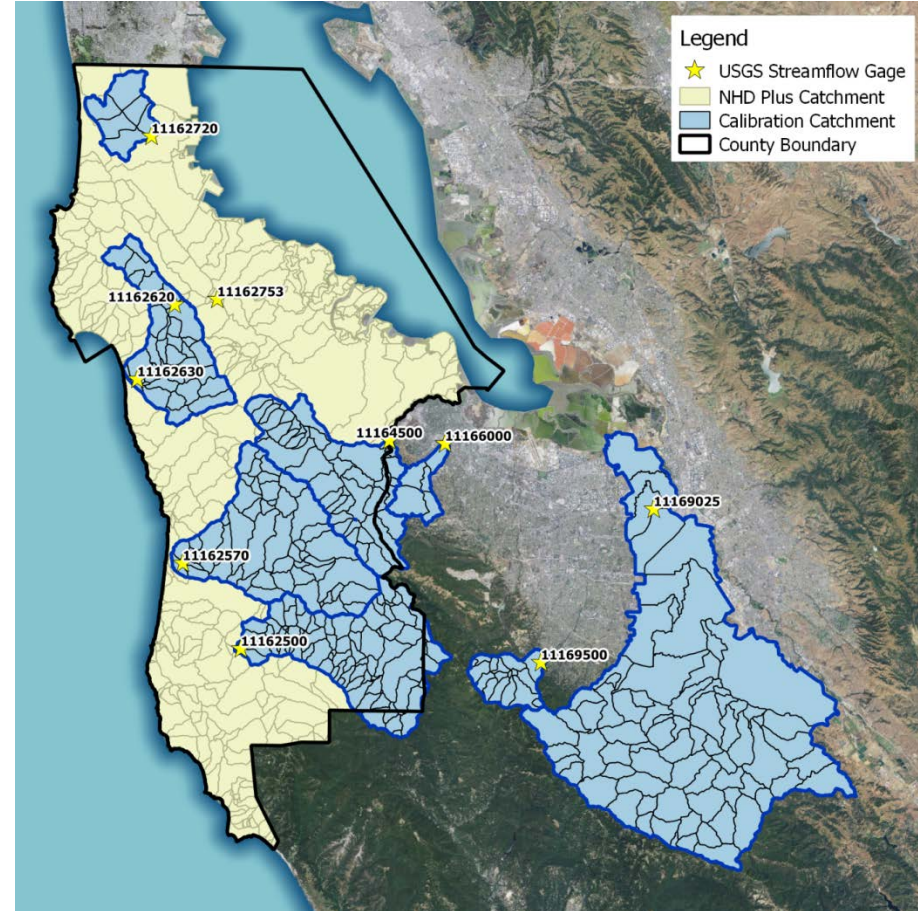 Legend
USGS Streamflow Gage
NHD Plus Catchment
Calibration Catchment
County Boundary
11162720
11162753
11162620
11162630
11164500
11166000
11169025
11162570
11162500
11169500